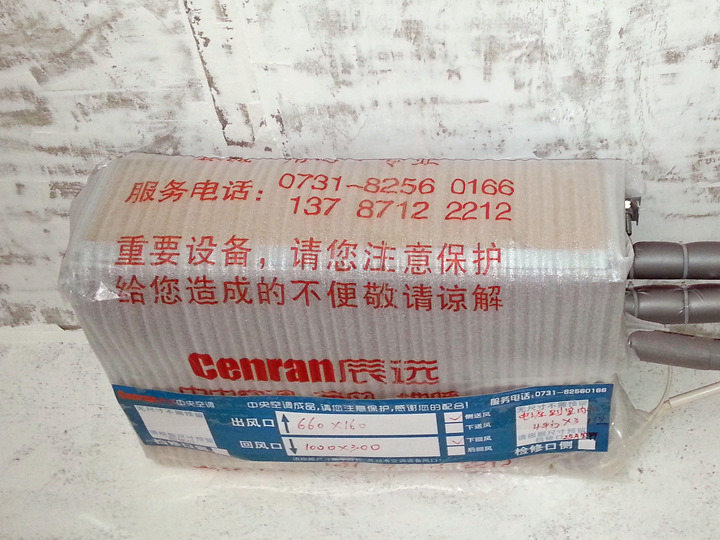 服务电话：0731-8256 0166
137 8712 2212
重要设备，请您注意保护
给您造成的不便敬请谅解
Cenran辰远
中央空调
中央空调成品，请您注意保护，感谢您的配合！
服务电话：0731-82560166
出风口
660×160
侧送风
下送风
回风口
1000×300
下回风
后回风
检修口侧